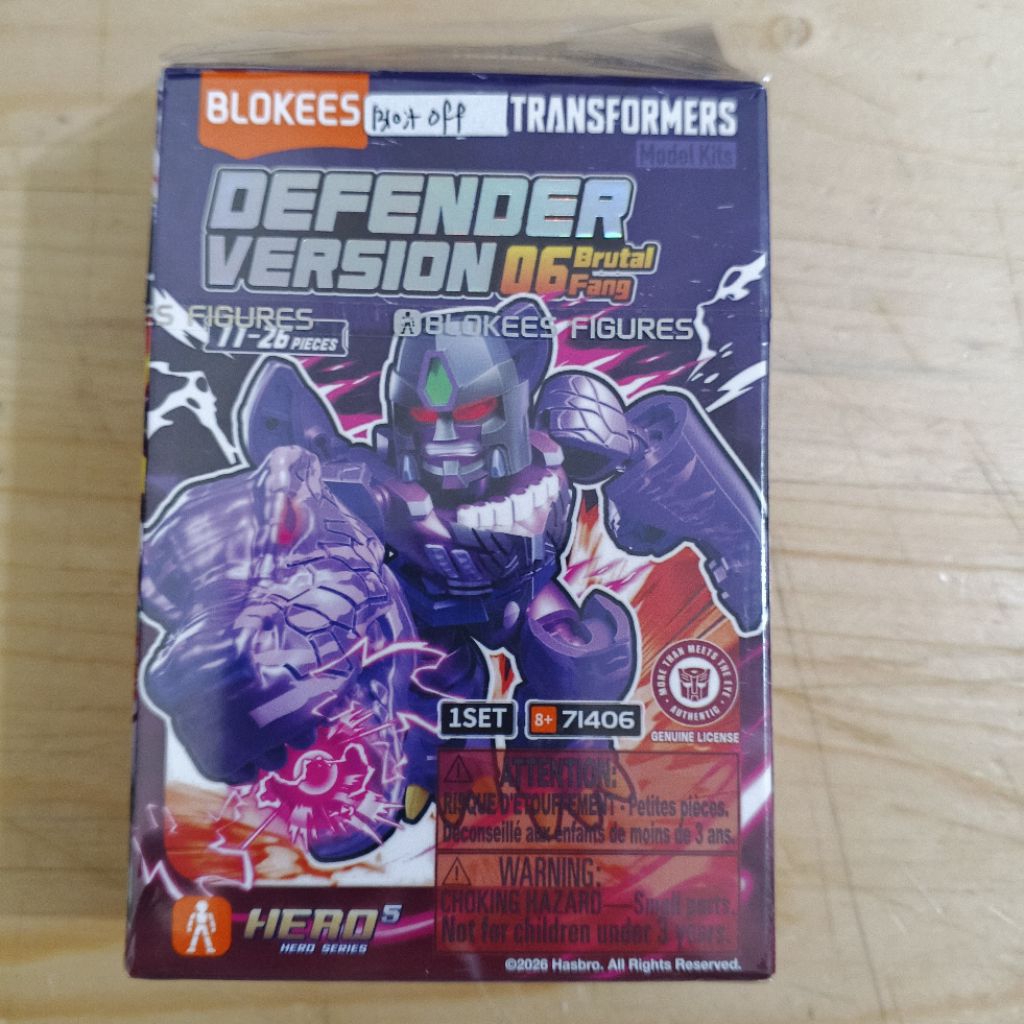 BLOKEES Blast off TRANSFORMERS
Model Kits
DEFENDER
VERSION 06 Brutal Fang
S FIGURES BLOKEES FIGURES
11-26 PIECES
MORE THAN MEETS THE EYE
AUTHENTIC
1SET 8+ 71406
GENUINE LICENSE
ATTENTION:
RISQUE D'ÉTOUFFEMENT - Petites pièces.
Déconseillé aux enfants de moins de 3 ans.
WARNING:
CHOKING HAZARD—Small parts.
Not for children under 3 years.
HERO 5
HERO SERIES
©2026 Hasbro. All Rights Reserved.